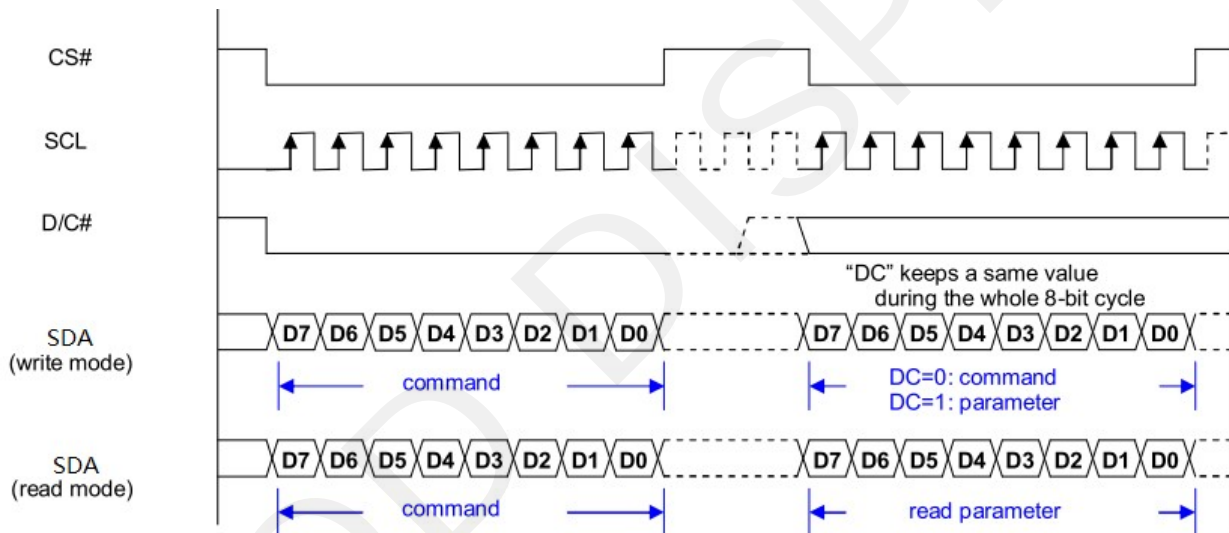 CS#
SCL
D/C#
"DC" keeps a same value
during the whole 8-bit cycle
SDA
(write mode)
D7 D6 D5 D4 D3 D2 D1 D0
D7 D6 D5 D4 D3 D2 D1 D0
command
DC=0: command
DC=1: parameter
SDA
(read mode)
D7 D6 D5 D4 D3 D2 D1 D0
D7 D6 D5 D4 D3 D2 D1 D0
command
read parameter